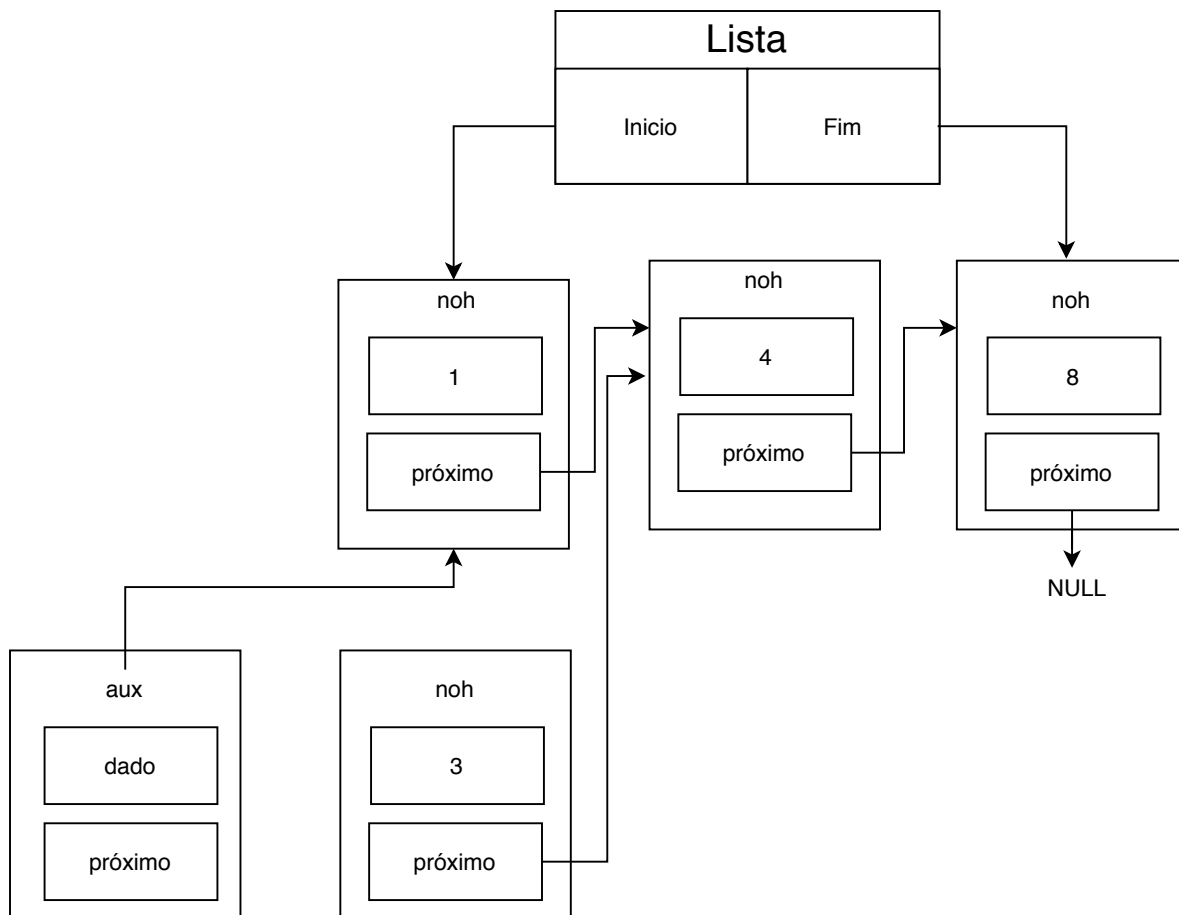 Lista
Inicio
Fim
noh
1
próximo
noh
4
próximo
noh
8
próximo
NULL
aux
dado
próximo
noh
3
próximo